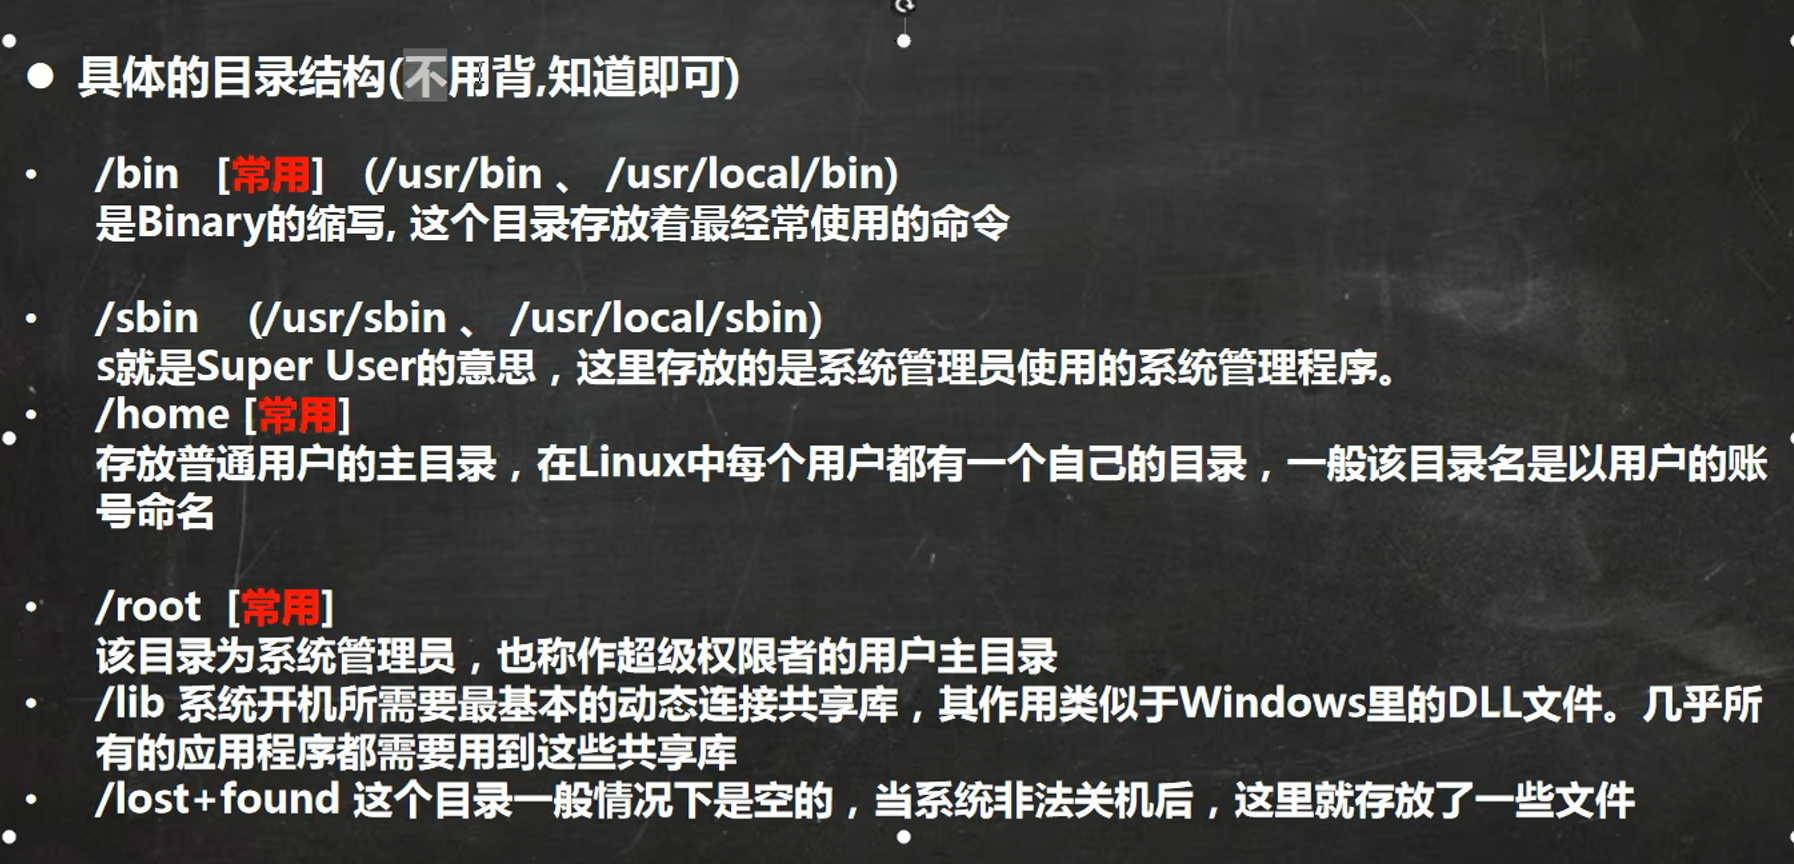 ● 具体的目录结构(不用背,知道即可)
• /bin [常用] (/usr/bin 、 /usr/local/bin)
是Binary的缩写, 这个目录存放着最经常使用的命令
• /sbin (/usr/sbin 、 /usr/local/sbin)
s就是Super User的意思，这里存放的是系统管理员使用的系统管理程序。
• /home [常用]
存放普通用户的主目录，在Linux中每个用户都有一个自己的目录，一般该目录名是以用户的账
号命名
• /root [常用]
该目录为系统管理员，也称作超级权限者的用户主目录
• /lib 系统开机所需要最基本的动态连接共享库，其作用类似于Windows里的DLL文件。几乎所
有的应用程序都需要用到这些共享库
• /lost+found 这个目录一般情况下是空的，当系统非法关机后，这里就存放了一些文件